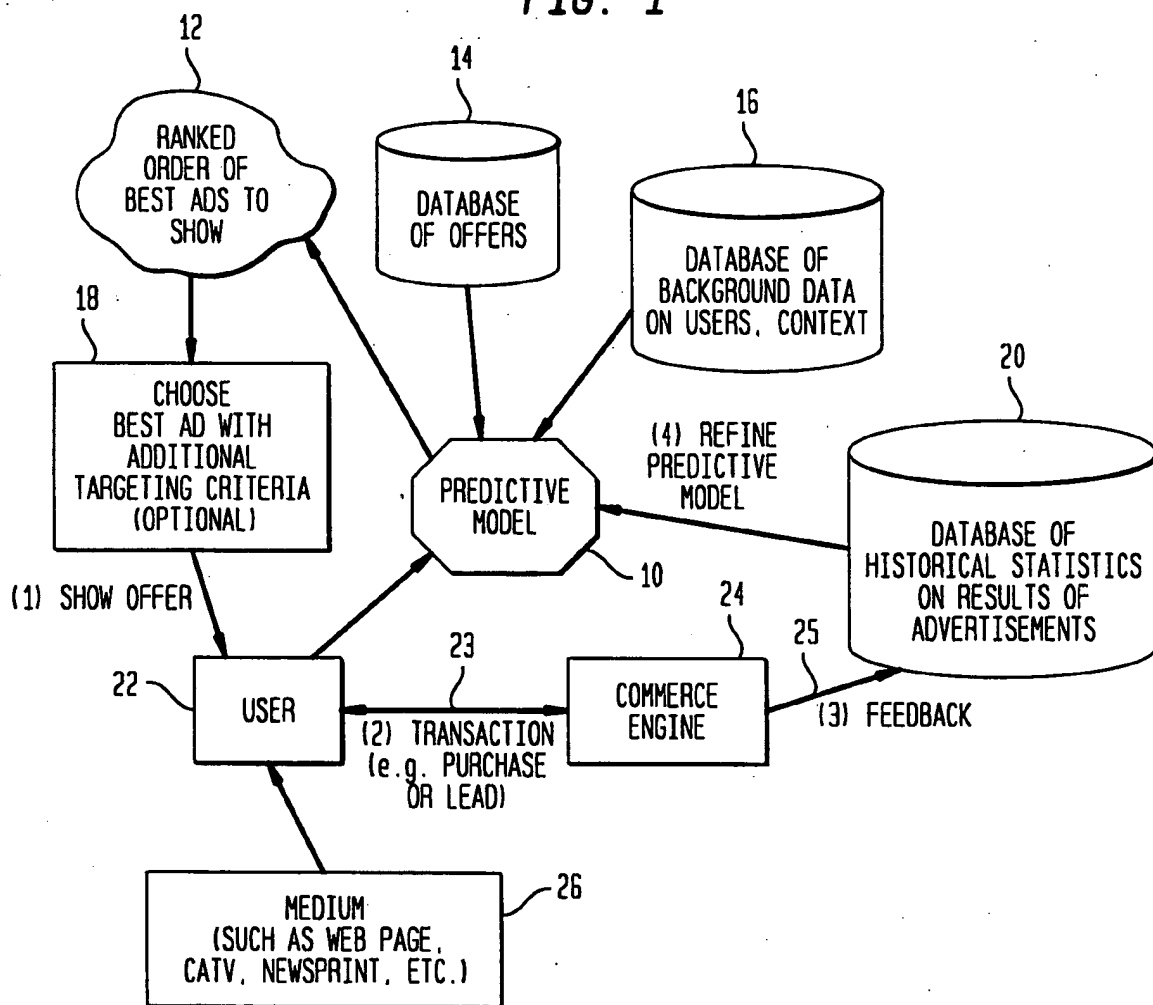 FIG. 1
12
RANKED
ORDER OF
BEST ADS TO
SHOW
14
DATABASE
OF OFFERS
16
DATABASE OF
BACKGROUND DATA
ON USERS, CONTEXT
18
CHOOSE
BEST AD WITH
ADDITIONAL
TARGETING CRITERIA
(OPTIONAL)
20
DATABASE OF
HISTORICAL STATISTICS
ON RESULTS OF
ADVERTISEMENTS
(4) REFINE
PREDICTIVE
MODEL
PREDICTIVE
MODEL
10
(1) SHOW OFFER
22
USER
23
(2) TRANSACTION
(e.g. PURCHASE
OR LEAD)
24
COMMERCE
ENGINE
25
(3) FEEDBACK
26
MEDIUM
(SUCH AS WEB PAGE,
CATV, NEWSPRINT, ETC.)